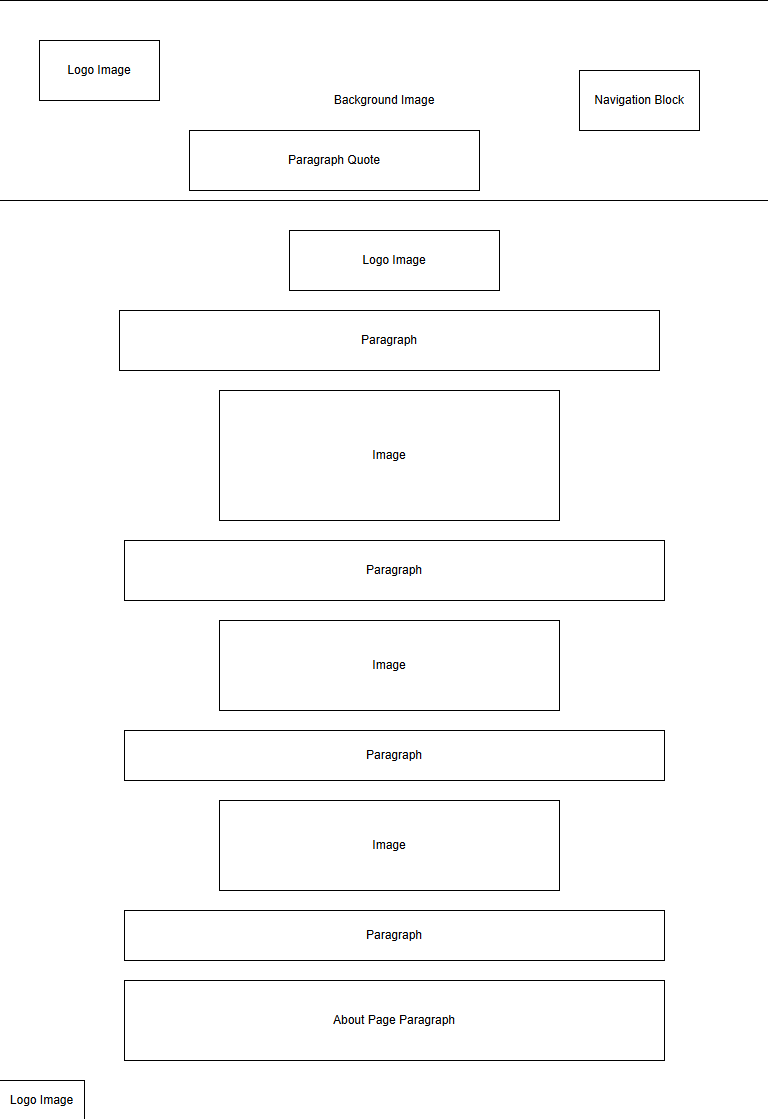 Logo Image
Background Image
Navigation Block
Paragraph Quote
Logo Image
Paragraph
Image
Paragraph
Image
Paragraph
Image
Paragraph
About Page Paragraph
Logo Image